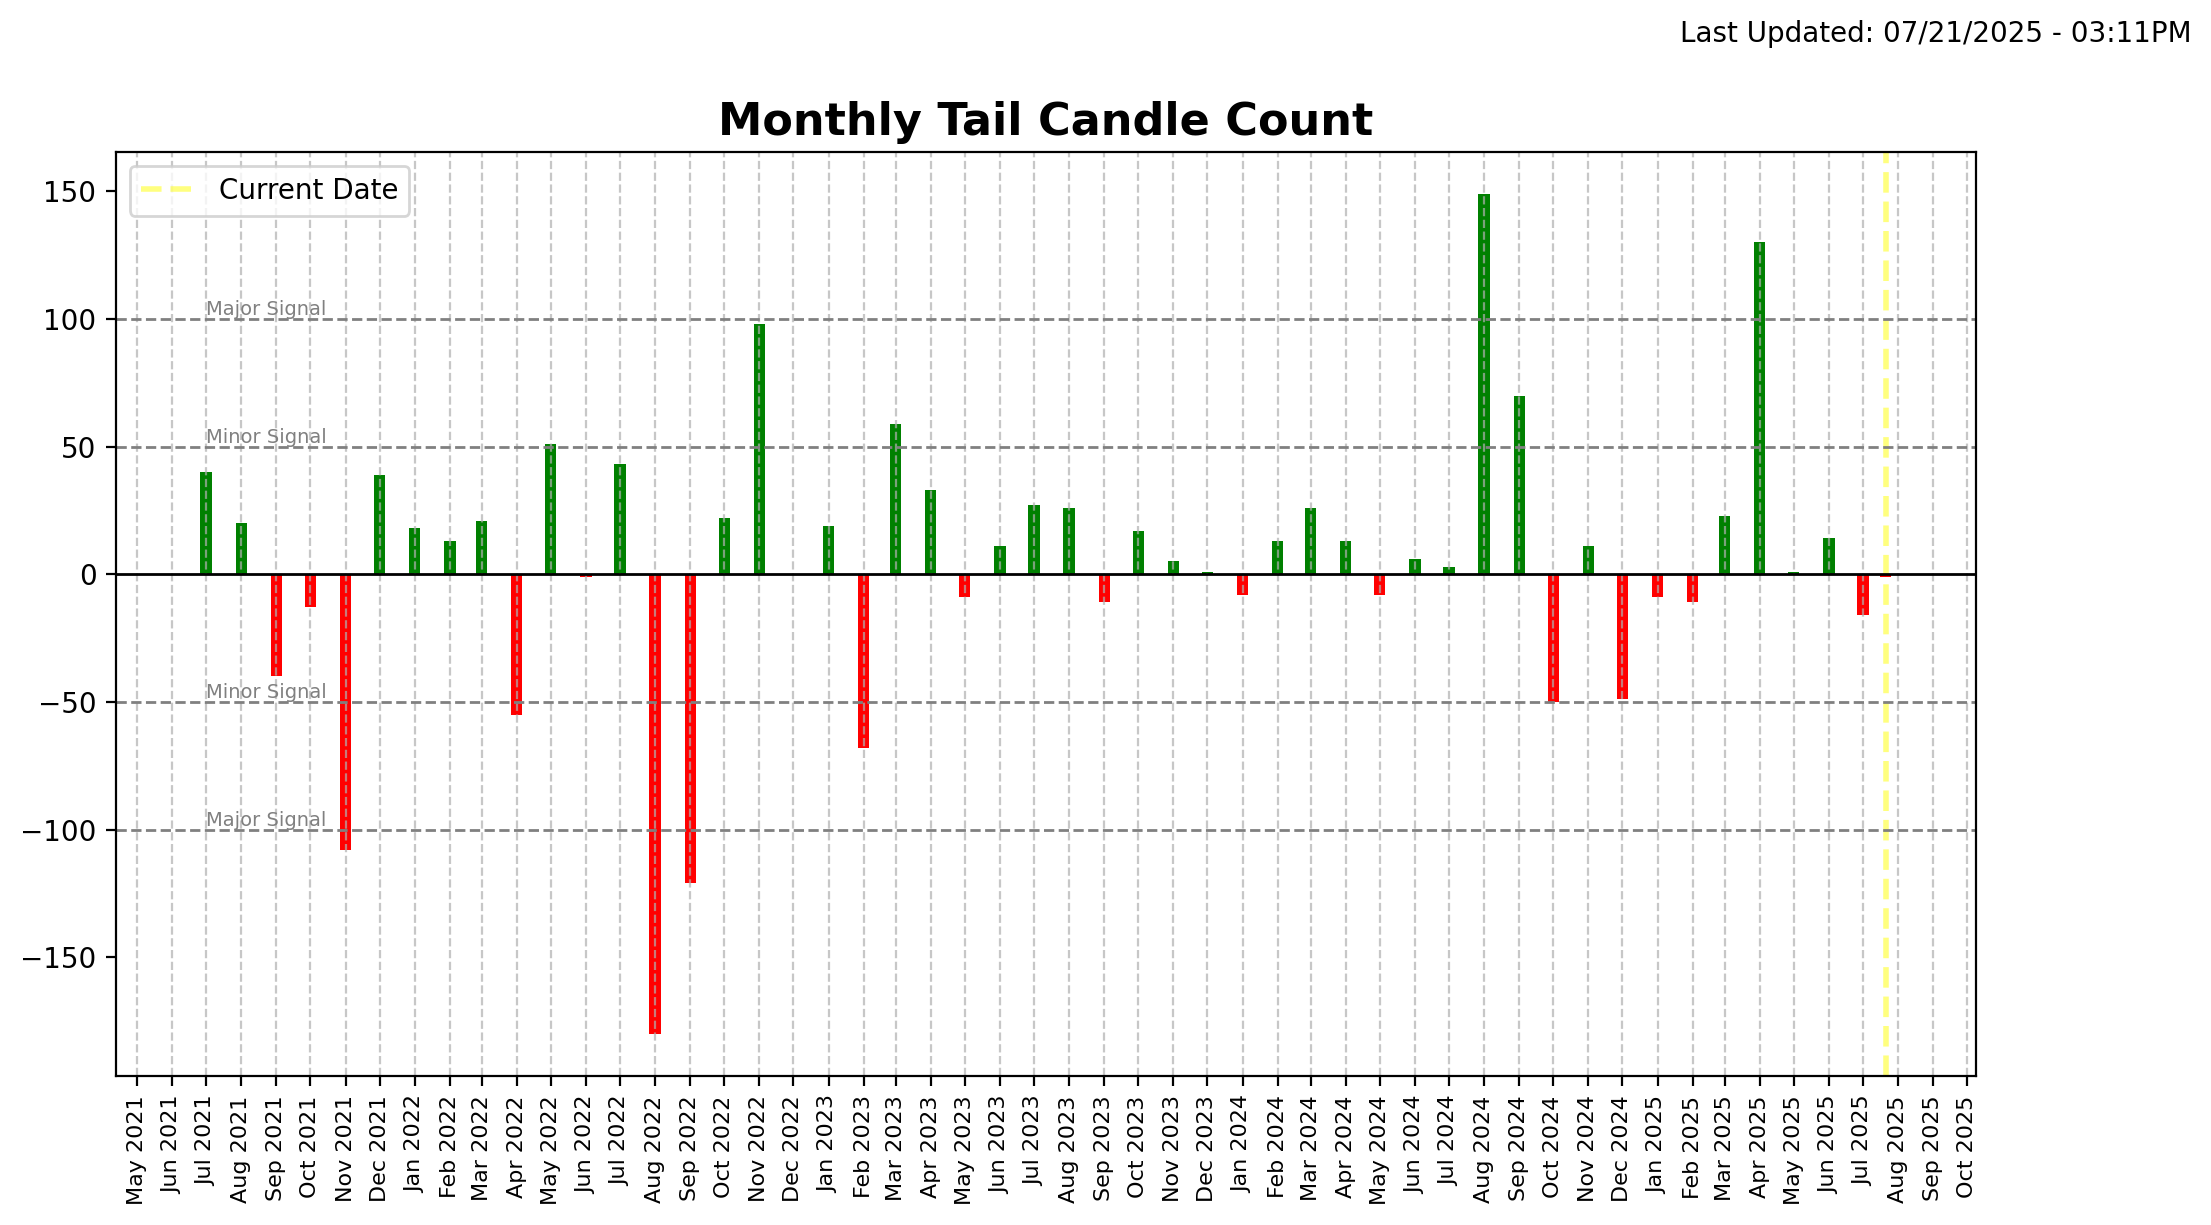 Last Updated: 07/21/2025 - 03:11PM
Monthly Tail Candle Count
Current Date
150
100
50
0
−50
−100
−150
Major Signal
Minor Signal
Minor Signal
Major Signal
May 2021
Jun 2021
Jul 2021
Aug 2021
Sep 2021
Oct 2021
Nov 2021
Dec 2021
Jan 2022
Feb 2022
Mar 2022
Apr 2022
May 2022
Jun 2022
Jul 2022
Aug 2022
Sep 2022
Oct 2022
Nov 2022
Dec 2022
Jan 2023
Feb 2023
Mar 2023
Apr 2023
May 2023
Jun 2023
Jul 2023
Aug 2023
Sep 2023
Oct 2023
Nov 2023
Dec 2023
Jan 2024
Feb 2024
Mar 2024
Apr 2024
May 2024
Jun 2024
Jul 2024
Aug 2024
Sep 2024
Oct 2024
Nov 2024
Dec 2024
Jan 2025
Feb 2025
Mar 2025
Apr 2025
May 2025
Jun 2025
Jul 2025
Aug 2025
Sep 2025
Oct 2025